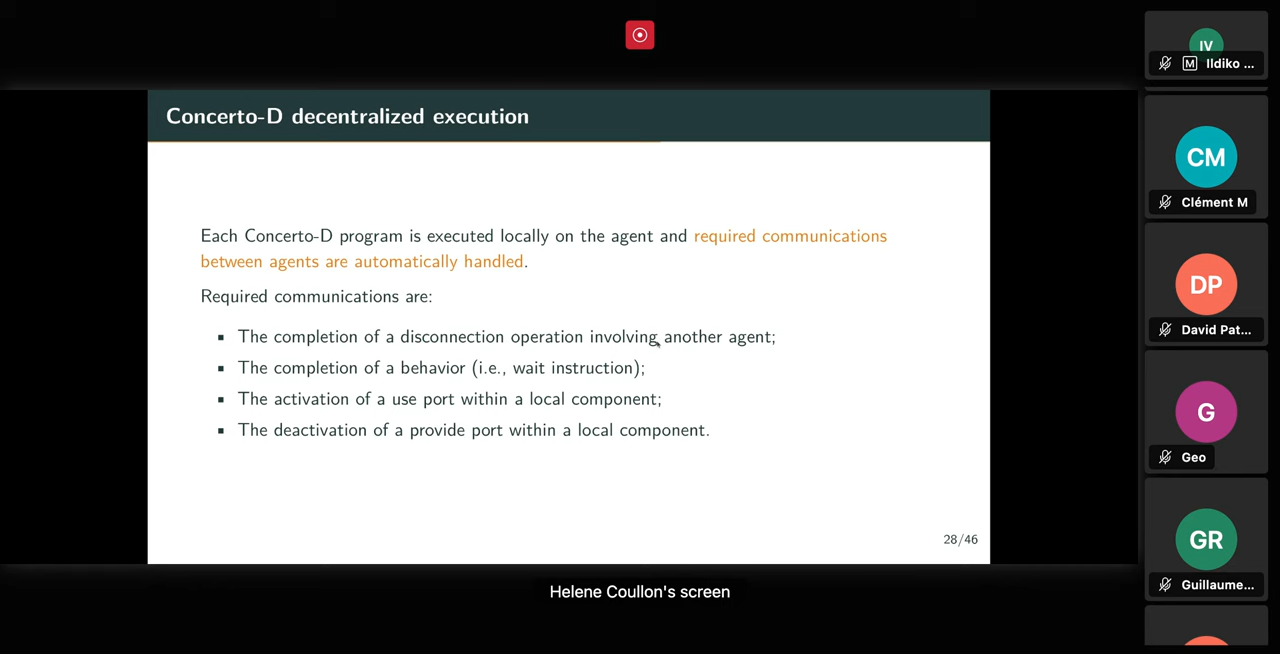 Concerto-D decentralized execution
Each Concerto-D program is executed locally on the agent and required communications
between agents are automatically handled.
Required communications are:
▪ The completion of a disconnection operation involving another agent;
▪ The completion of a behavior (i.e., wait instruction);
▪ The activation of a use port within a local component;
▪ The deactivation of a provide port within a local component.
28/46
Helene Coullon's screen
IV
M Ildiko ...
CM
Clément M
DP
David Pat...
G
Geo
GR
Guillaume...